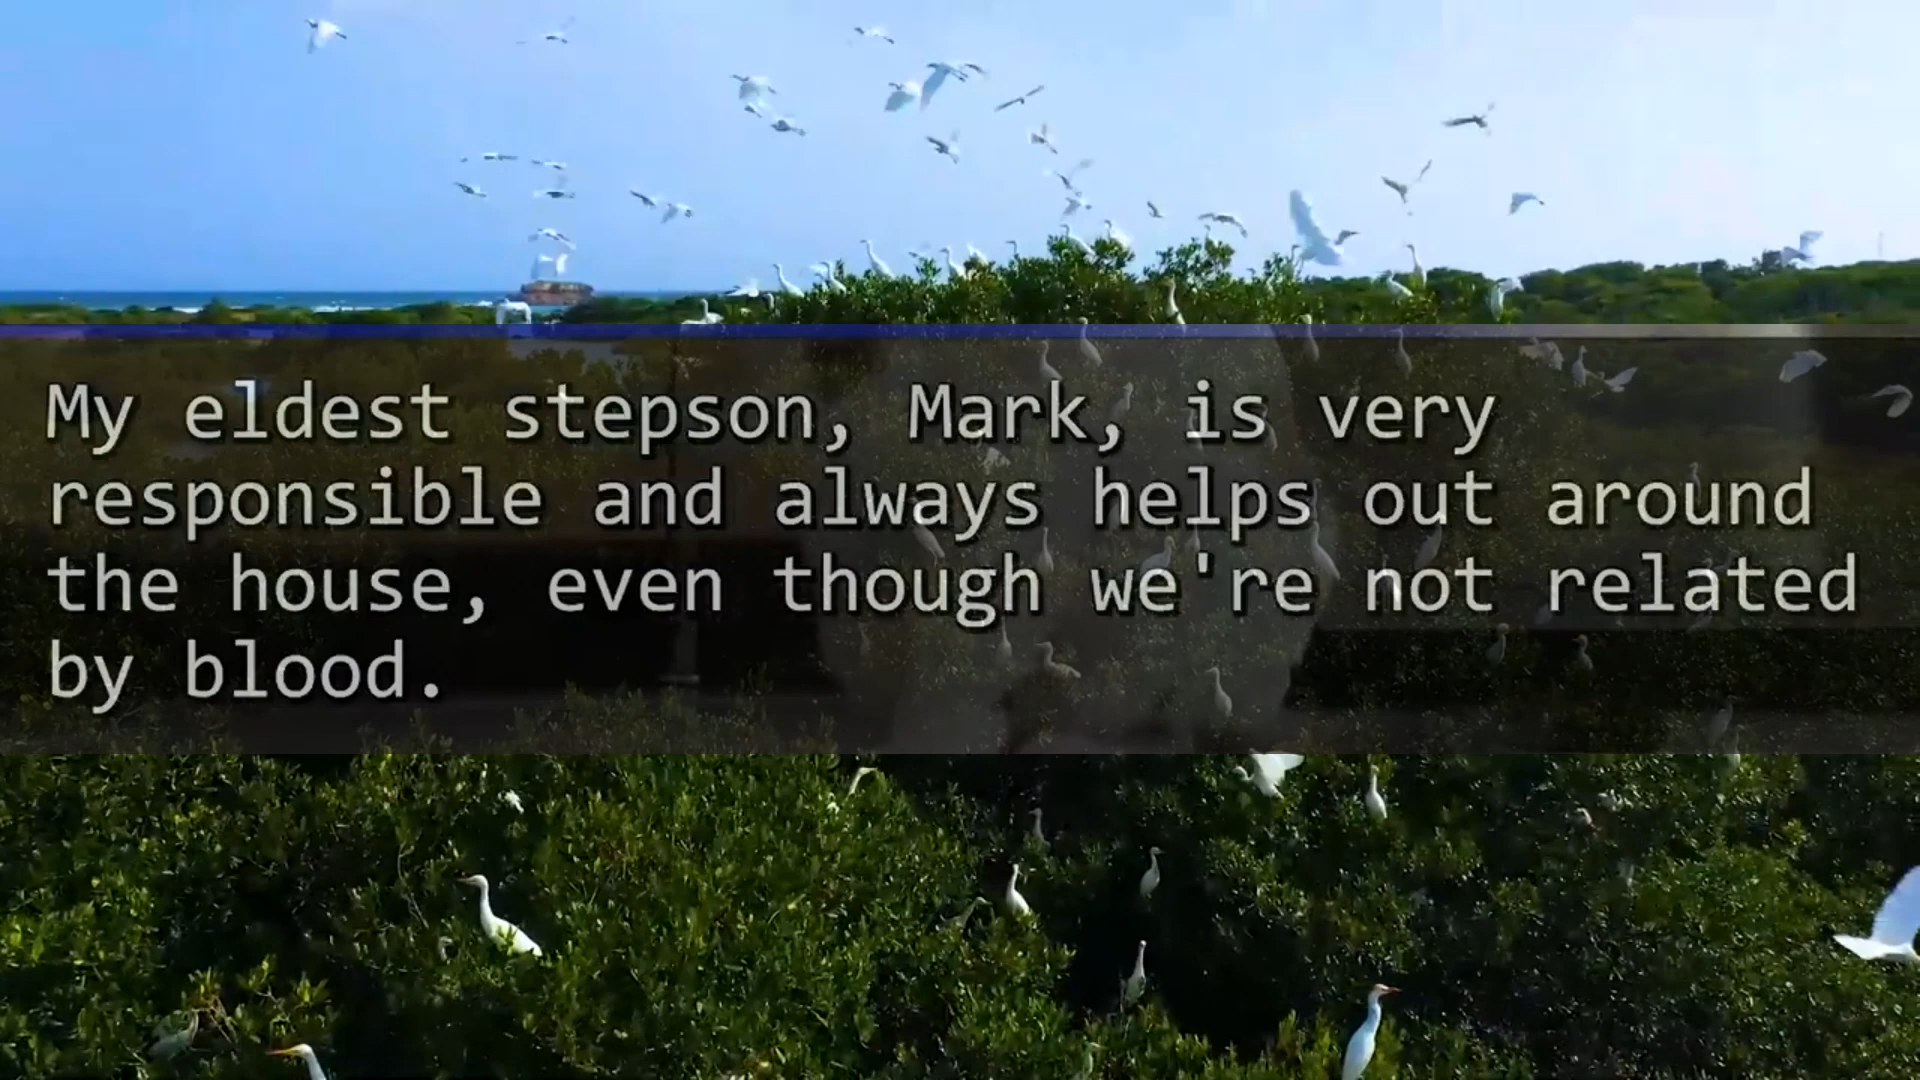 My eldest stepson, Mark, is very
responsible and always helps out around
the house, even though we're not related
by blood.